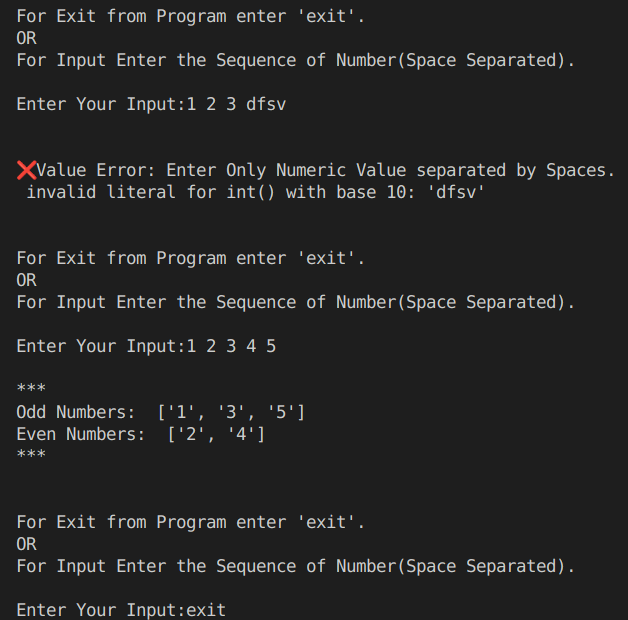 For Exit from Program enter 'exit'.
OR
For Input Enter the Sequence of Number(Space Separated).
Enter Your Input:1 2 3 dfsv
❌Value Error: Enter Only Numeric Value separated by Spaces.
invalid literal for int() with base 10: 'dfsv'
For Exit from Program enter 'exit'.
OR
For Input Enter the Sequence of Number(Space Separated).
Enter Your Input:1 2 3 4 5
***
Odd Numbers:  ['1', '3', '5']
Even Numbers:  ['2', '4']
***
For Exit from Program enter 'exit'.
OR
For Input Enter the Sequence of Number(Space Separated).
Enter Your Input:exit